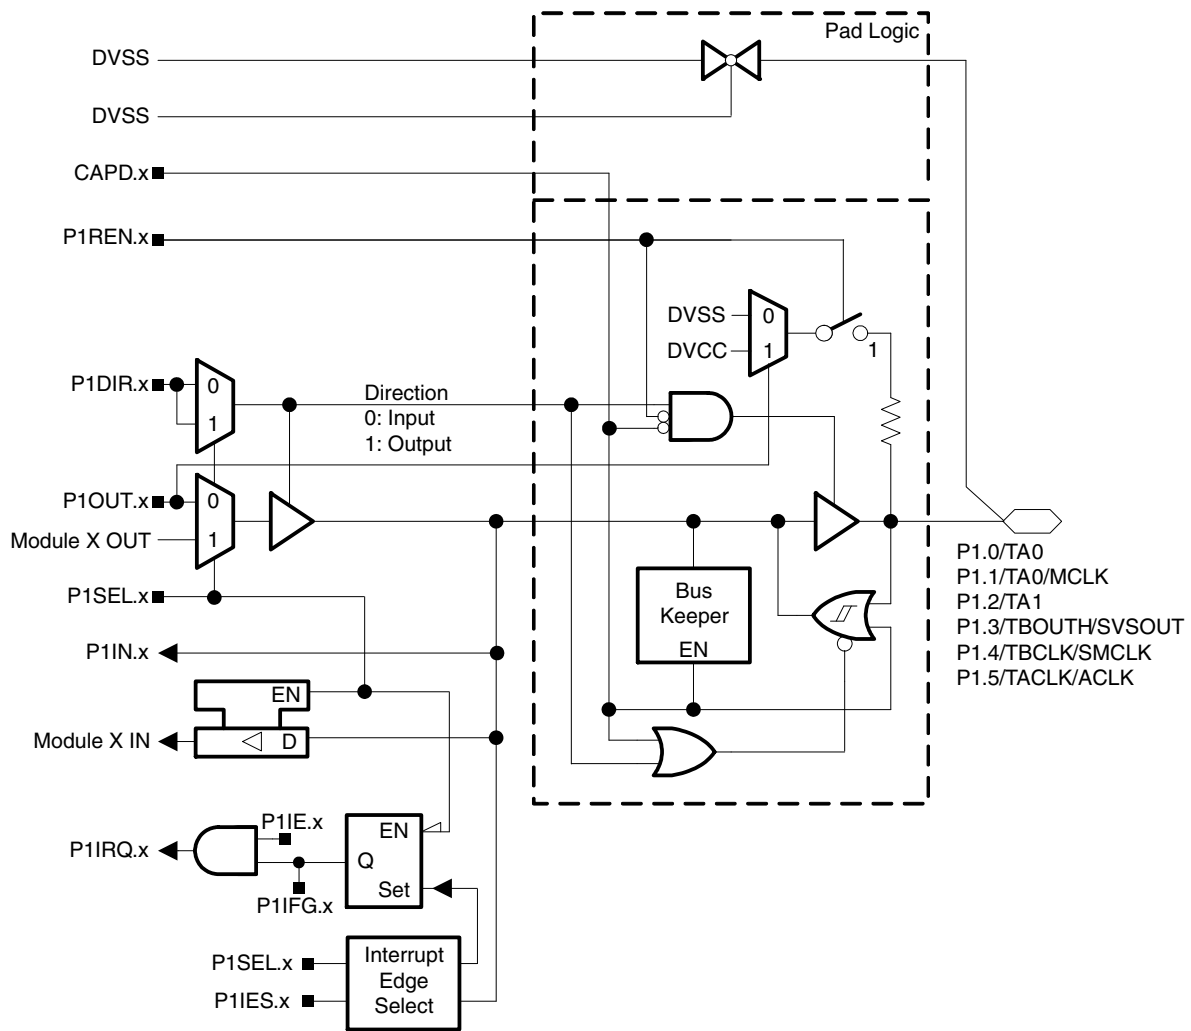 Pad Logic
DVSS
DVSS
CAPD.x
P1REN.x
DVSS
0
DVCC
1
1
P1DIR.x
0
1
Direction
0: Input
1: Output
P1OUT.x
0
Module X OUT
1
P1SEL.x
Bus
Keeper
EN
P1.0/TA0
P1.1/TA0/MCLK
P1.2/TA1
P1.3/TBOUTH/SVSOUT
P1.4/TBCLK/SMCLK
P1.5/TACLK/ACLK
P1IN.x
EN
Module X IN
D
P1IE.x
P1IRQ.x
EN
Q
Set
P1IFG.x
P1SEL.x
P1IES.x
Interrupt
Edge
Select